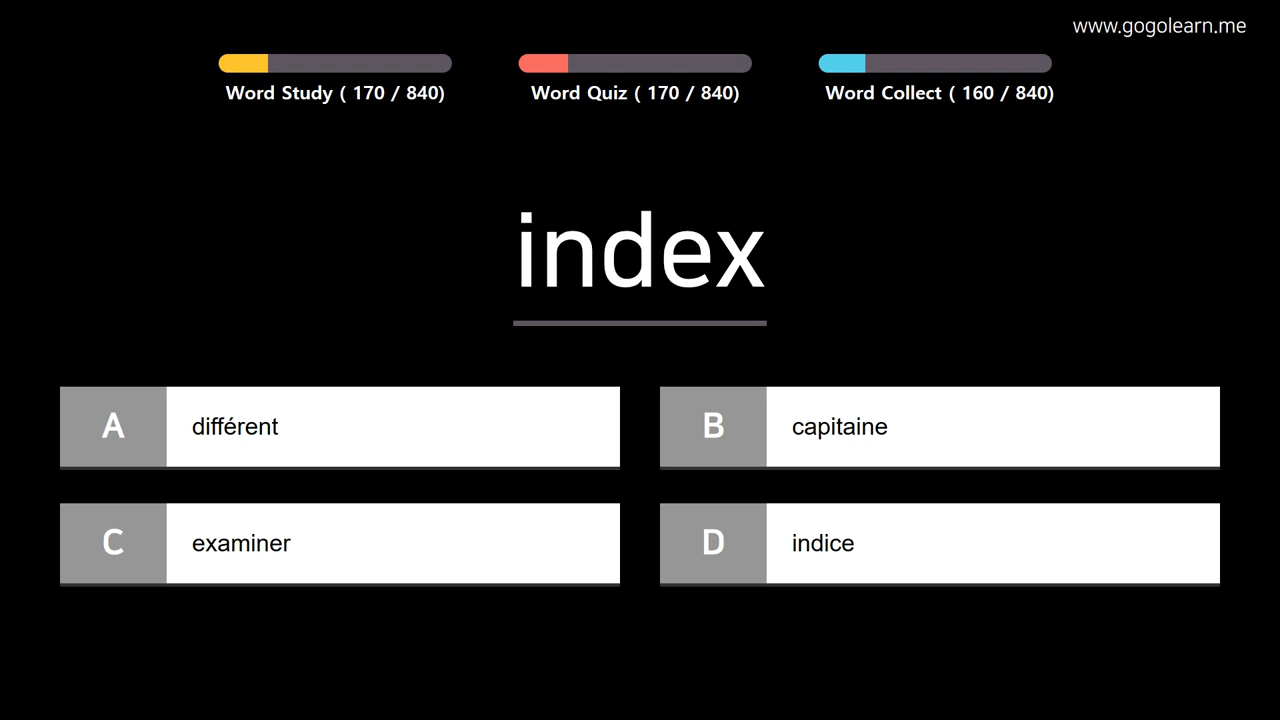 www.gogolearn.me
Word Study ( 170 / 840)
Word Quiz ( 170 / 840)
Word Collect ( 160 / 840)
index
A différent
B capitaine
C examiner
D indice